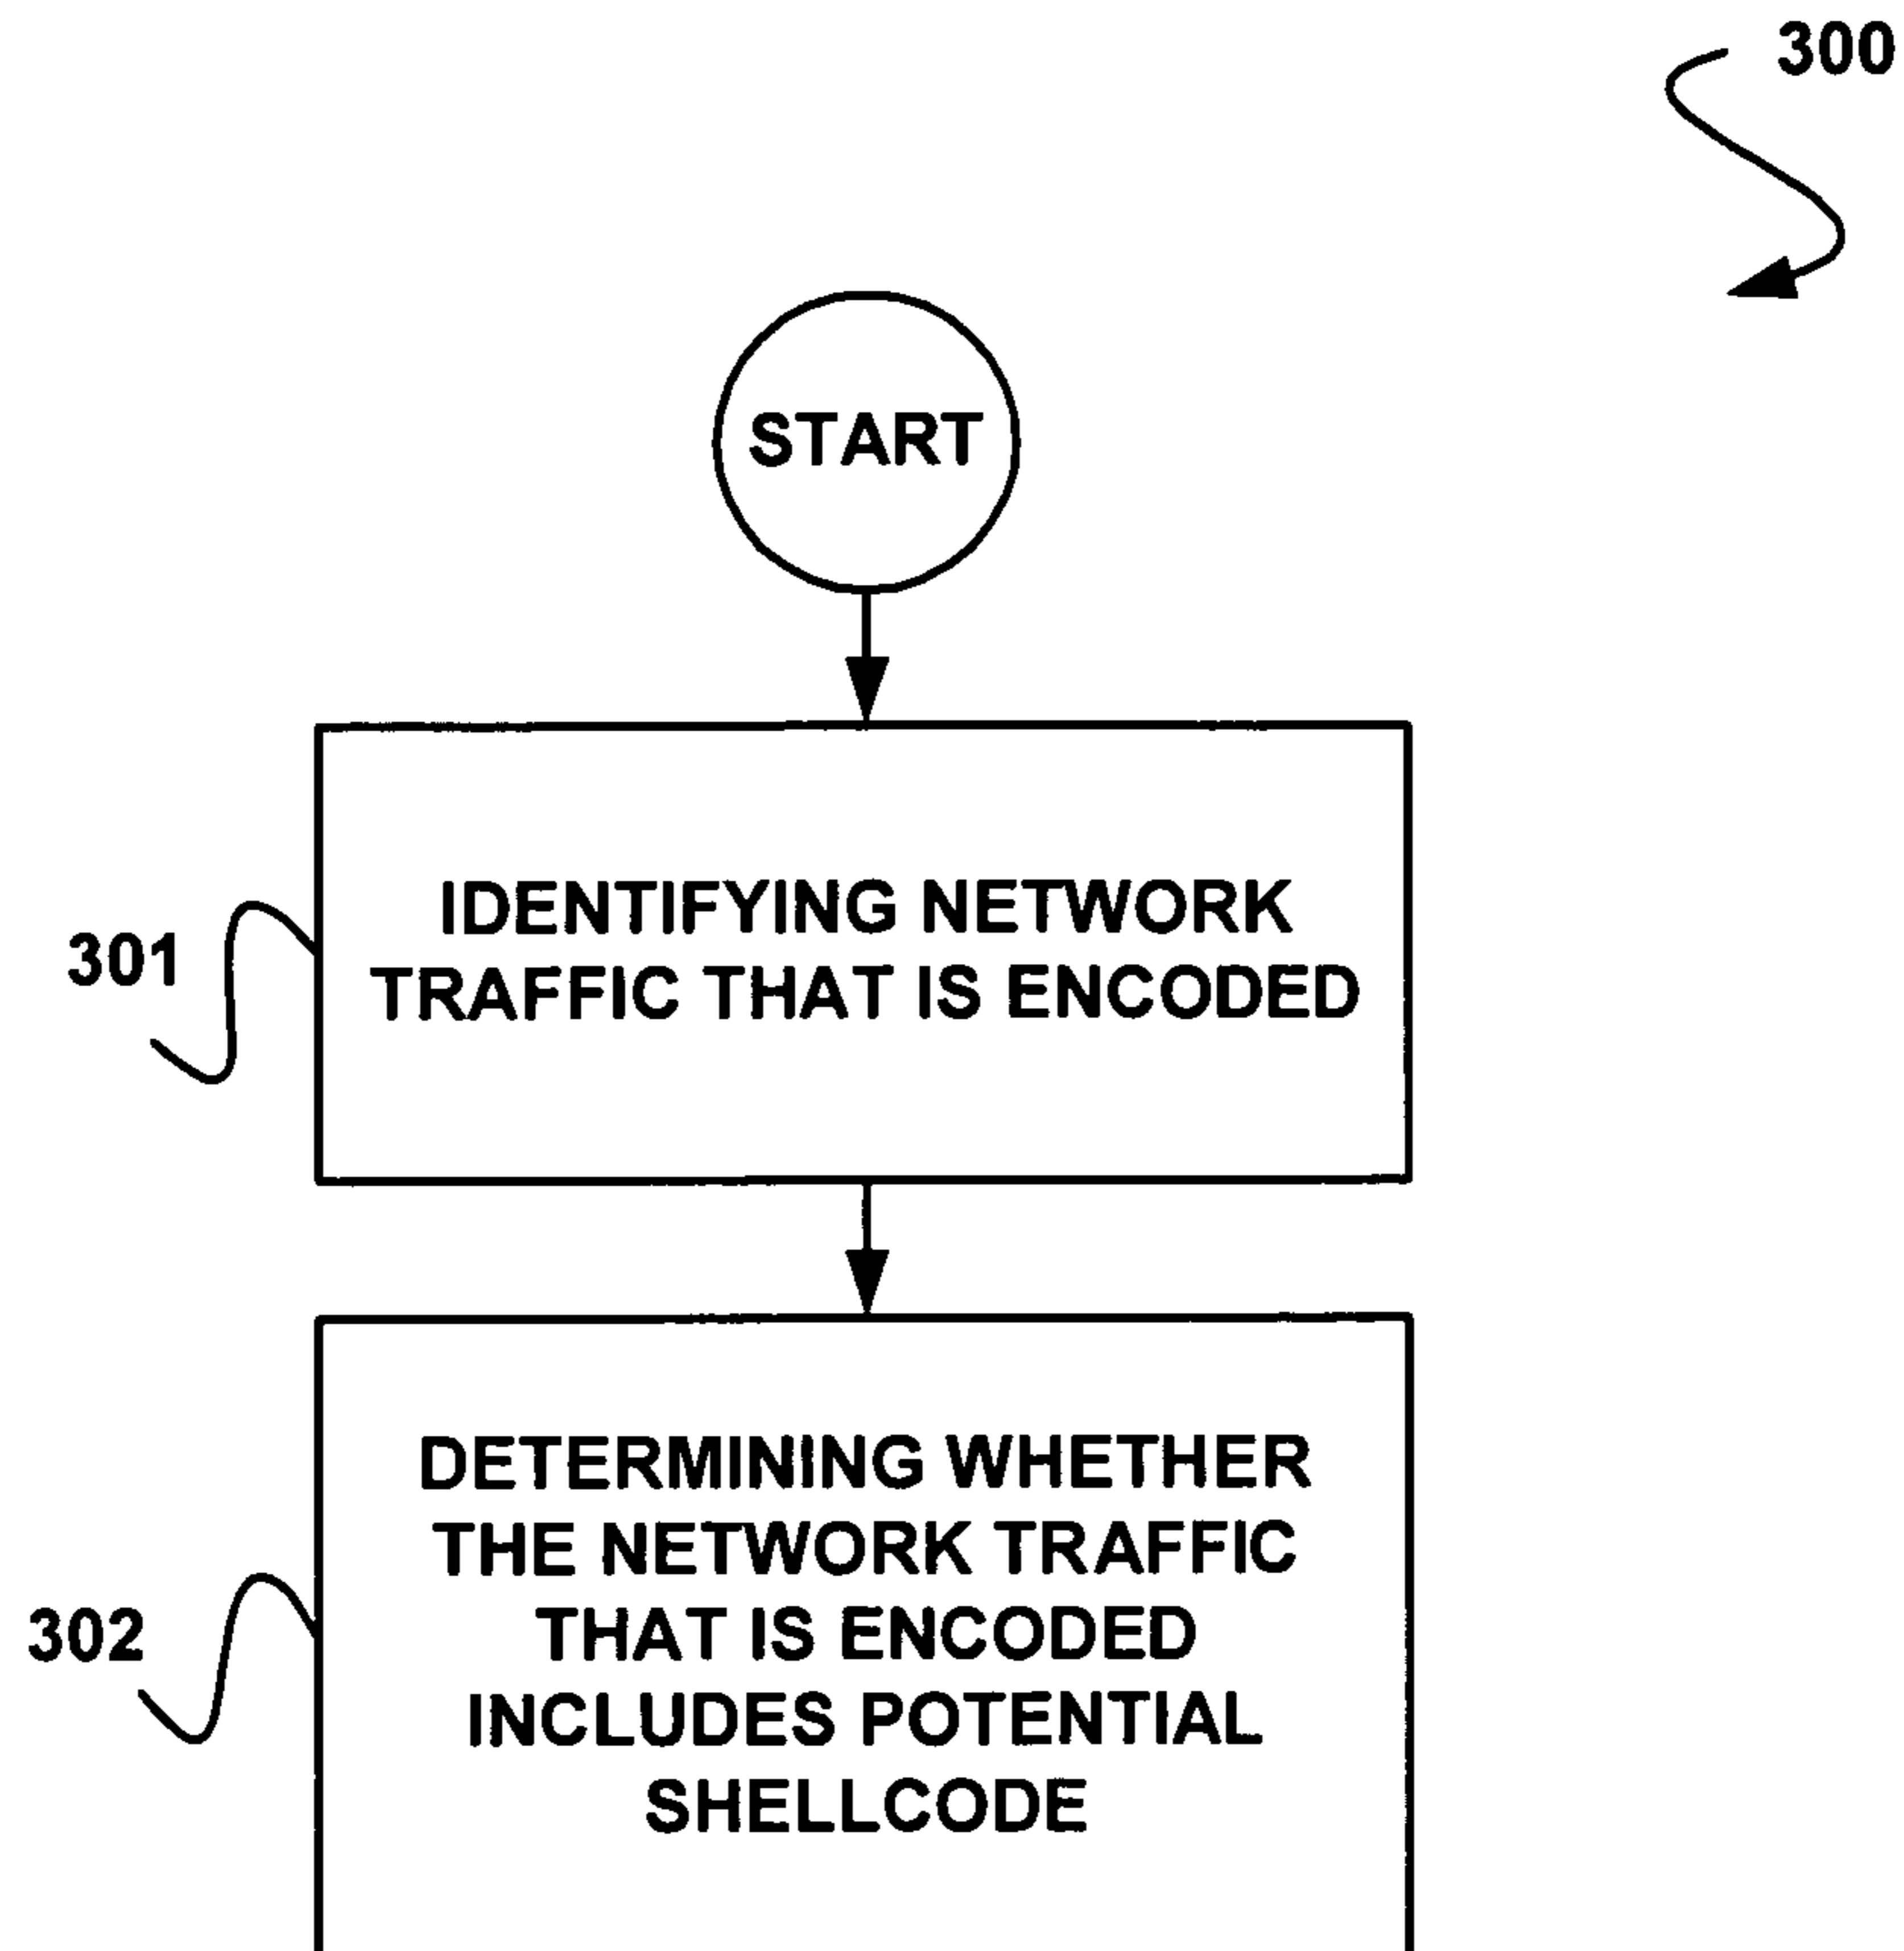 300
START
IDENTIFYING NETWORK
TRAFFIC THAT IS ENCODED
301
DETERMINING WHETHER
THE NETWORK TRAFFIC
THAT IS ENCODED
INCLUDES POTENTIAL
SHELLCODE
302